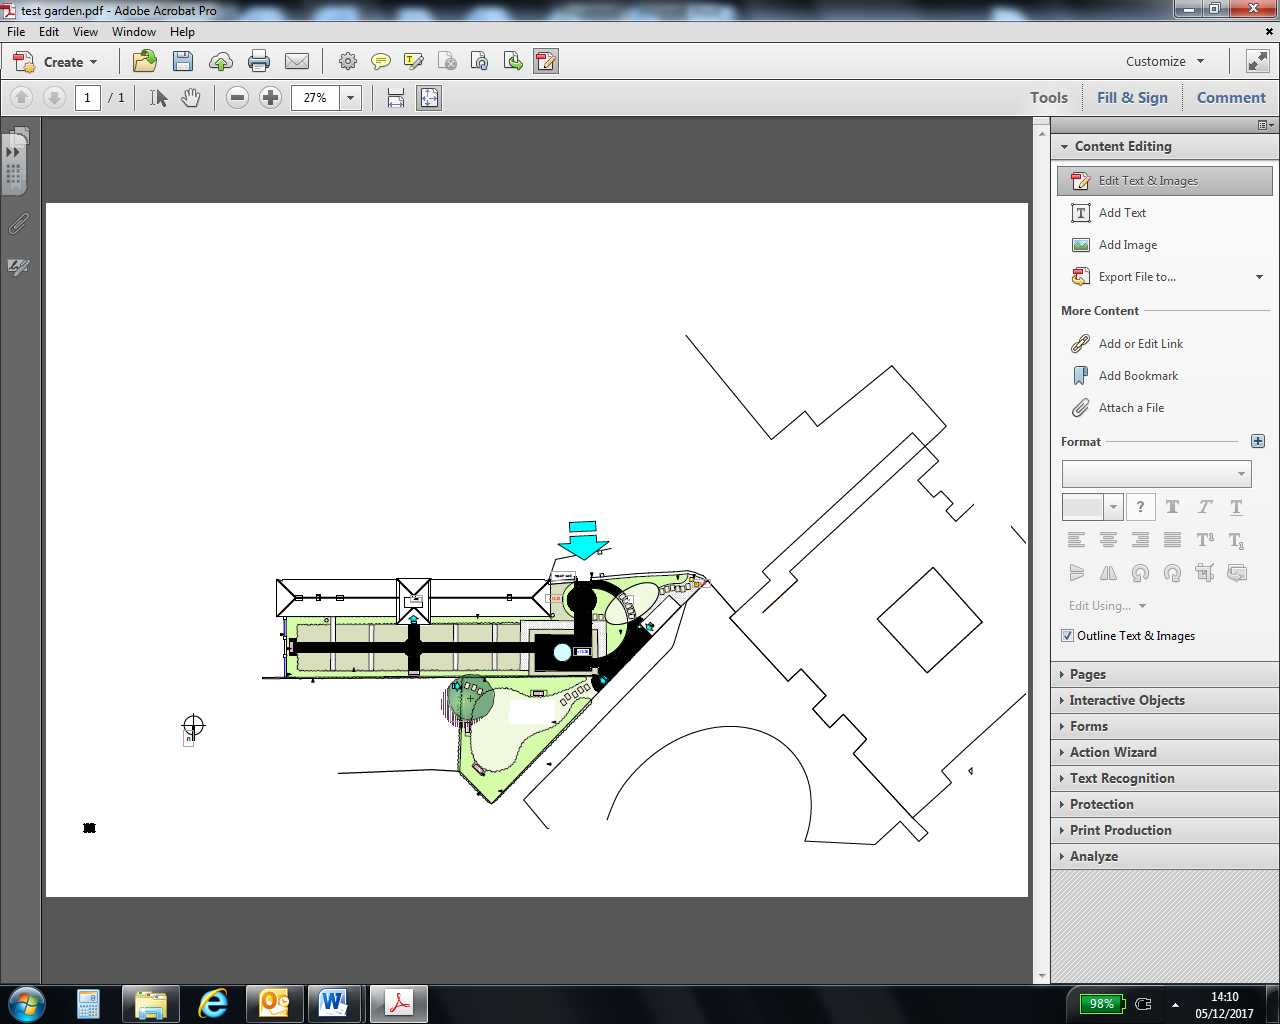 test garden.pdf - Adobe Acrobat Pro
File Edit View Window Help
Create
Customize
1 / 1
27%
Tools
Fill & Sign
Comment
Content Editing
Edit Text & Images
Add Text
Add Image
Export File to...
More Content
Add or Edit Link
Add Bookmark
Attach a File
Format
?
Edit Using...
Outline Text & Images
Pages
Interactive Objects
Forms
Action Wizard
Text Recognition
Protection
Print Production
Analyze
98%
14:10
05/12/2017